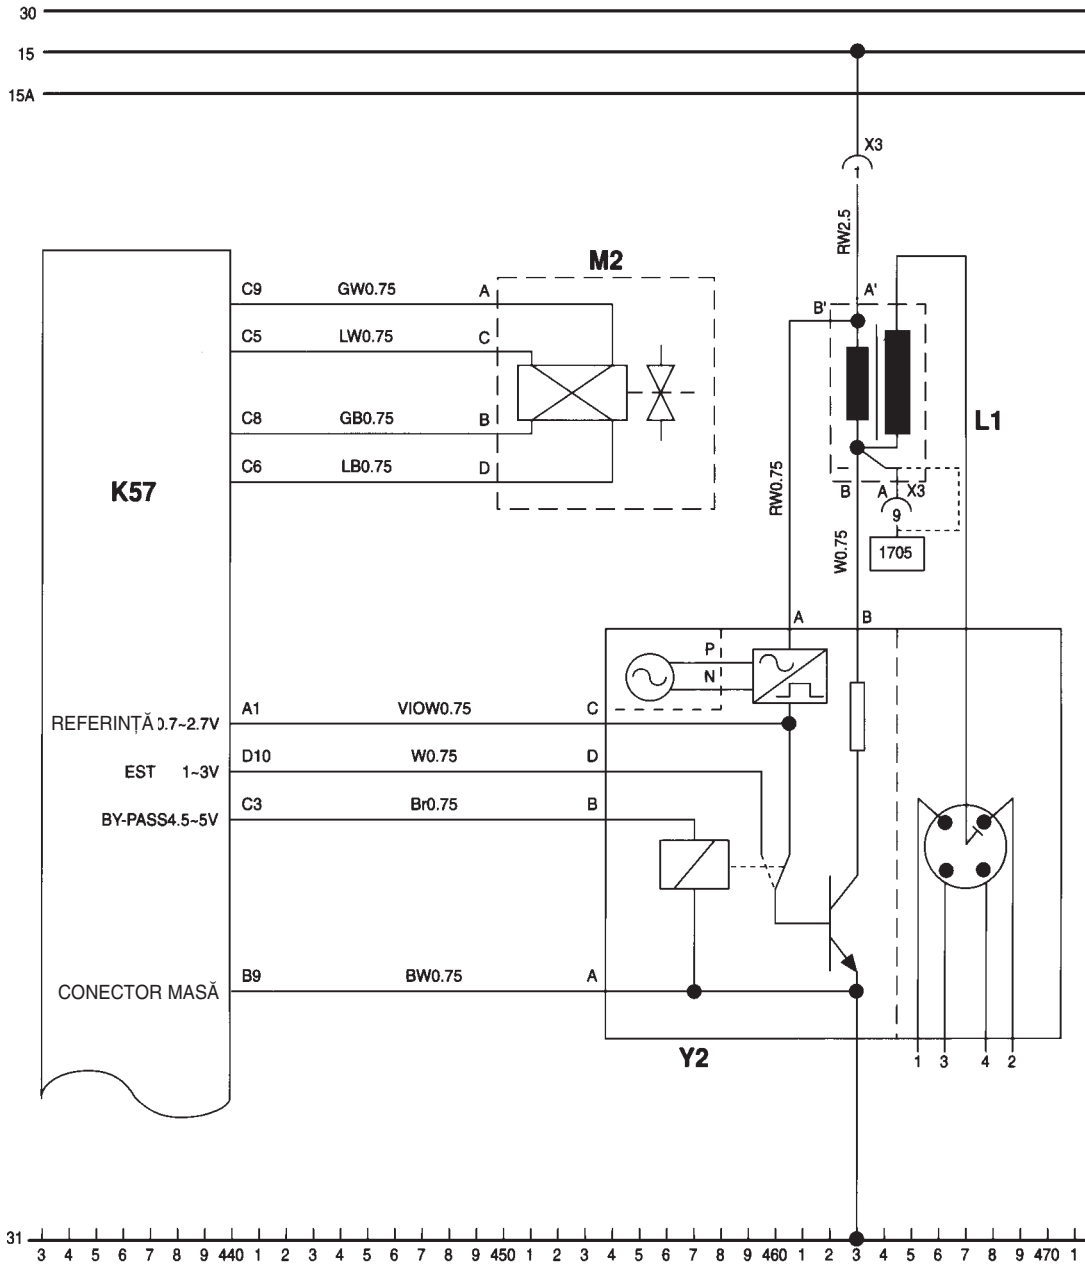 30
15
15A
X3
1
RW2.5
M2
A'
B'
C9 GW0.75 A
C5 LW0.75 C
C8 GB0.75 B
C6 LB0.75 D
K57
L1
RW0.75
B A X3
9
W0.75
1705
A B
P
N
REFERINȚĂ 0.7~2.7V A1 VIOW0.75 C
EST 1~3V D10 W0.75 D
BY-PASS4.5~5V C3 Br0.75 B
CONECTOR MASĂ B9 BW0.75 A
Y2
1 3 4 2
31
3 4 5 6 7 8 9 440 1 2 3 4 5 6 7 8 9 450 1 2 3 4 5 6 7 8 9 460 1 2 3 4 5 6 7 8 9 470 1